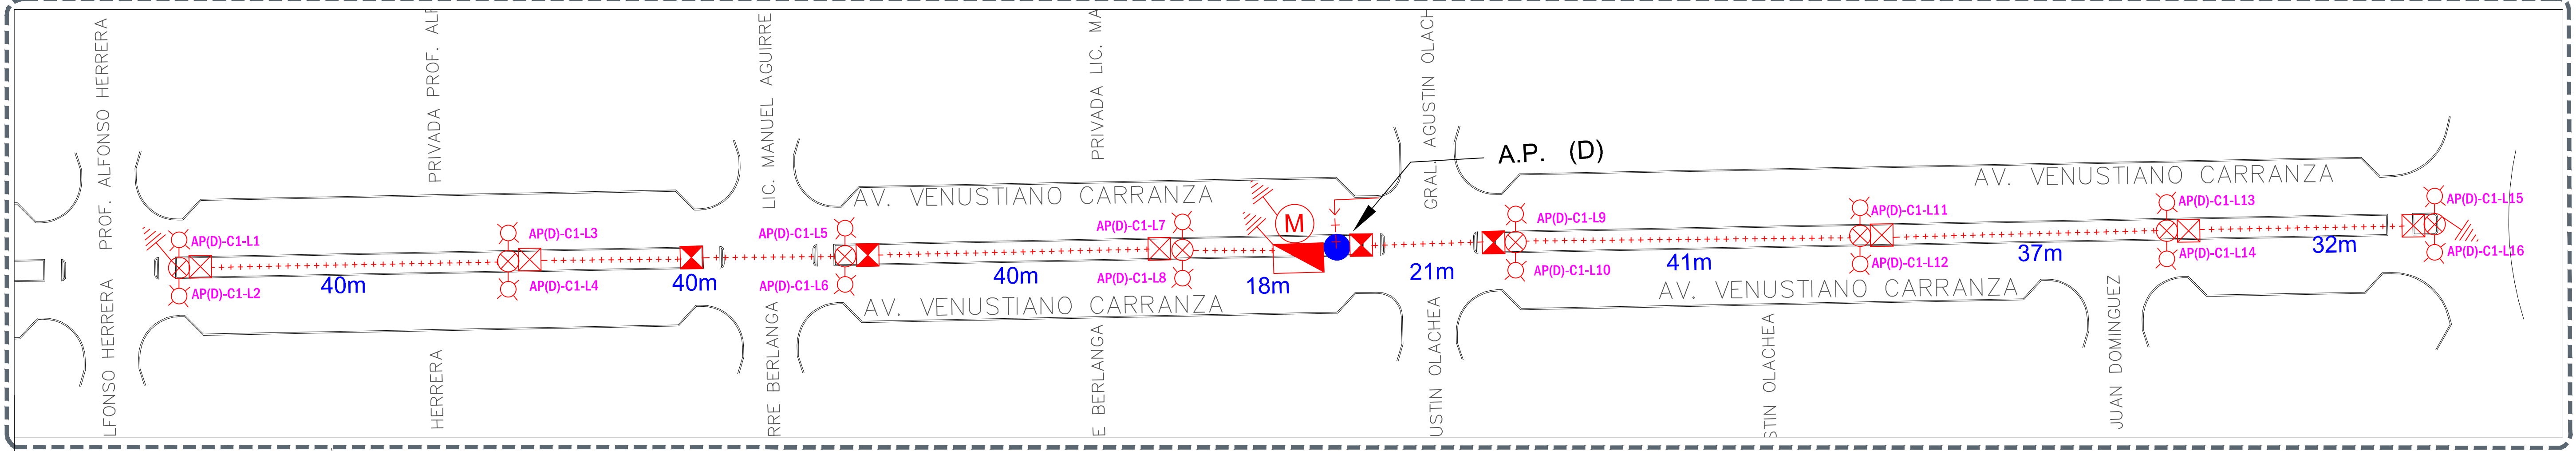 PROF. ALFONSO HERRERA
PRIVADA PROF. ALF
LIC. MANUEL AGUIRRE
PRIVADA LIC. MA
GRAL. AGUSTIN OLACH
A.P. (D)
AV. VENUSTIANO CARRANZA
AV. VENUSTIANO CARRANZA
M
AP(D)-C1-L1
AP(D)-C1-L3
AP(D)-C1-L5
AP(D)-C1-L7
AP(D)-C1-L9
AP(D)-C1-L11
AP(D)-C1-L13
AP(D)-C1-L15
AP(D)-C1-L2
AP(D)-C1-L4
AP(D)-C1-L6
AP(D)-C1-L8
AP(D)-C1-L10
AP(D)-C1-L12
AP(D)-C1-L14
AP(D)-C1-L16
40m
40m
40m
18m
21m
41m
37m
32m
AV. VENUSTIANO CARRANZA
AV. VENUSTIANO CARRANZA
LFONSO HERRERA PROF.
HERRERA
RRE BERLANGA
E BERLANGA
USTIN OLACHEA
STIN OLACHEA
JUAN DOMINGUEZ